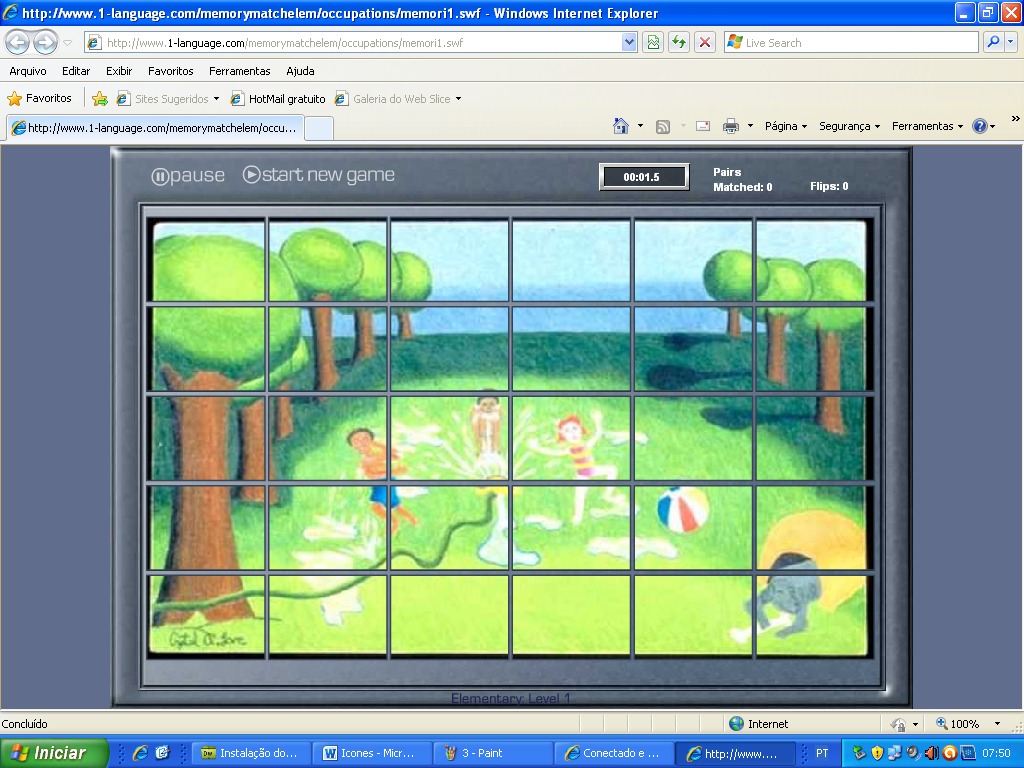 http://www.1-language.com/memorymatchelem/occupations/memori1.swf - Windows Internet Explorer
http://www.1-language.com/memorymatchelem/occupations/memori1.swf
Live Search
Arquivo Editar Exibir Favoritos Ferramentas Ajuda
Favoritos Sites Sugeridos HotMail gratuito Galeria do Web Slice
http://www.1-language.com/memorymatchelem/occu... Página Segurança Ferramentas
pause start new game
00:01.5
Pairs
Matched: 0
Flips: 0
Elementary: Level 1
Concluído Internet 100%
Iniciar Instalação do... Icones - Micr... 3 - Paint Conectado e ... http://www.... PT 07:50